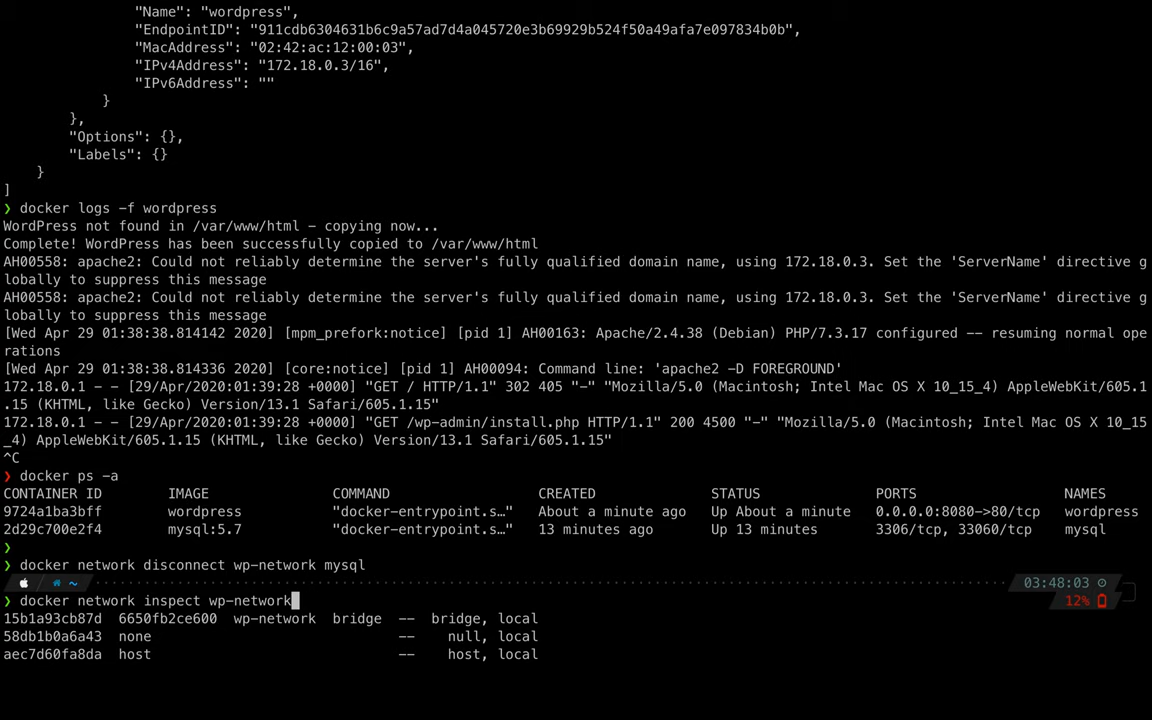 "Name": "wordpress",
"EndpointID": "911cdb6304631b6c9a57ad7d4a045720e3b69929b524f50a49afa7e097834b0b",
"MacAddress": "02:42:ac:12:00:03",
"IPv4Address": "172.18.0.3/16",
"IPv6Address": ""
}
},
"Options": {},
"Labels": {}
}
]
❯ docker logs -f wordpress
WordPress not found in /var/www/html - copying now...
Complete! WordPress has been successfully copied to /var/www/html
AH00558: apache2: Could not reliably determine the server's fully qualified domain name, using 172.18.0.3. Set the 'ServerName' directive g
lobally to suppress this message
AH00558: apache2: Could not reliably determine the server's fully qualified domain name, using 172.18.0.3. Set the 'ServerName' directive g
lobally to suppress this message
[Wed Apr 29 01:38:38.814142 2020] [mpm_prefork:notice] [pid 1] AH00163: Apache/2.4.38 (Debian) PHP/7.3.17 configured -- resuming normal ope
rations
[Wed Apr 29 01:38:38.814336 2020] [core:notice] [pid 1] AH00094: Command line: 'apache2 -D FOREGROUND'
172.18.0.1 - - [29/Apr/2020:01:39:28 +0000] "GET / HTTP/1.1" 302 405 "-" "Mozilla/5.0 (Macintosh; Intel Mac OS X 10_15_4) AppleWebKit/605.1
.15 (KHTML, like Gecko) Version/13.1 Safari/605.1.15"
172.18.0.1 - - [29/Apr/2020:01:39:28 +0000] "GET /wp-admin/install.php HTTP/1.1" 200 4500 "-" "Mozilla/5.0 (Macintosh; Intel Mac OS X 10_15
_4) AppleWebKit/605.1.15 (KHTML, like Gecko) Version/13.1 Safari/605.1.15"
^C
❯ docker ps -a
CONTAINER ID IMAGE COMMAND CREATED STATUS PORTS NAMES
9724a1ba3bff wordpress "docker-entrypoint.s…" About a minute ago Up About a minute 0.0.0.0:8080->80/tcp wordpress
2d29c700e2f4 mysql:5.7 "docker-entrypoint.s…" 13 minutes ago Up 13 minutes 3306/tcp, 33060/tcp mysql
❯
❯ docker network disconnect wp-network mysql
~ 03:48:03
❯ docker network inspect wp-network 12%
15b1a93cb87d 6650fb2ce600 wp-network bridge -- bridge, local
58db1b0a6a43 none -- null, local
aec7d60fa8da host -- host, local